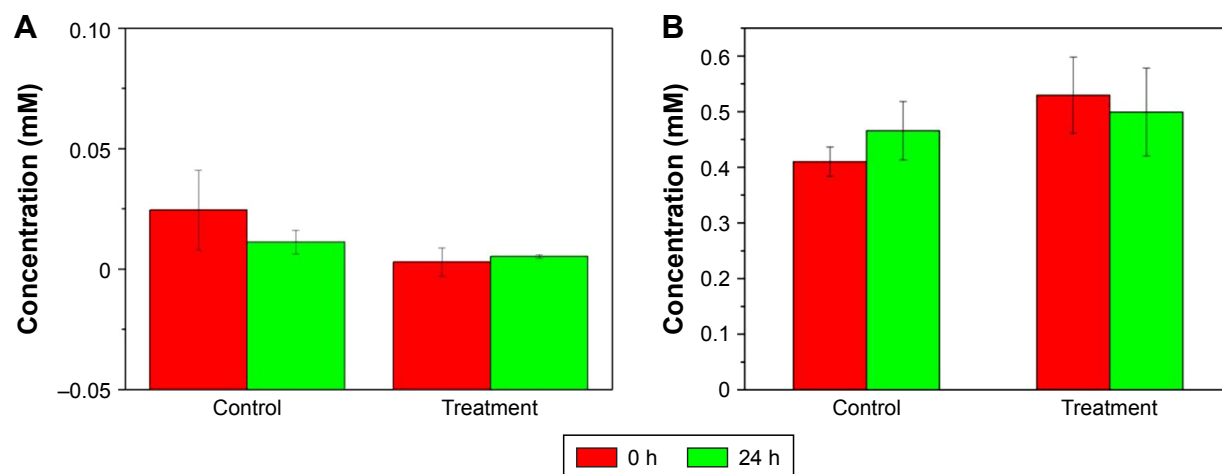 A
Concentration (mM)
0.10
0.05
0
–0.05
Control
Treatment
B
Concentration (mM)
0.6
0.5
0.4
0.3
0.2
0.1
0
Control
Treatment
0 h
24 h